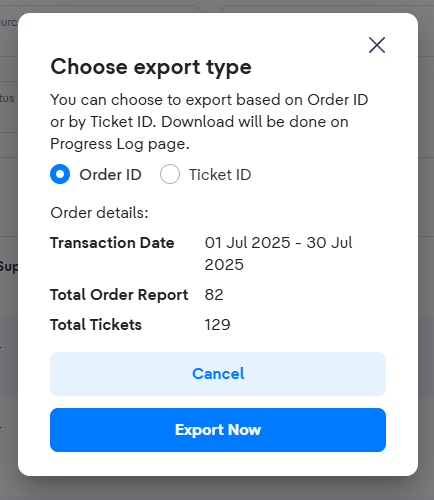 Choose export type
You can choose to export based on Order ID
or by Ticket ID. Download will be done on
Progress Log page.
Order ID Ticket ID
Order details:
Transaction Date 01 Jul 2025 - 30 Jul
2025
Total Order Report 82
Total Tickets 129
Cancel
Export Now